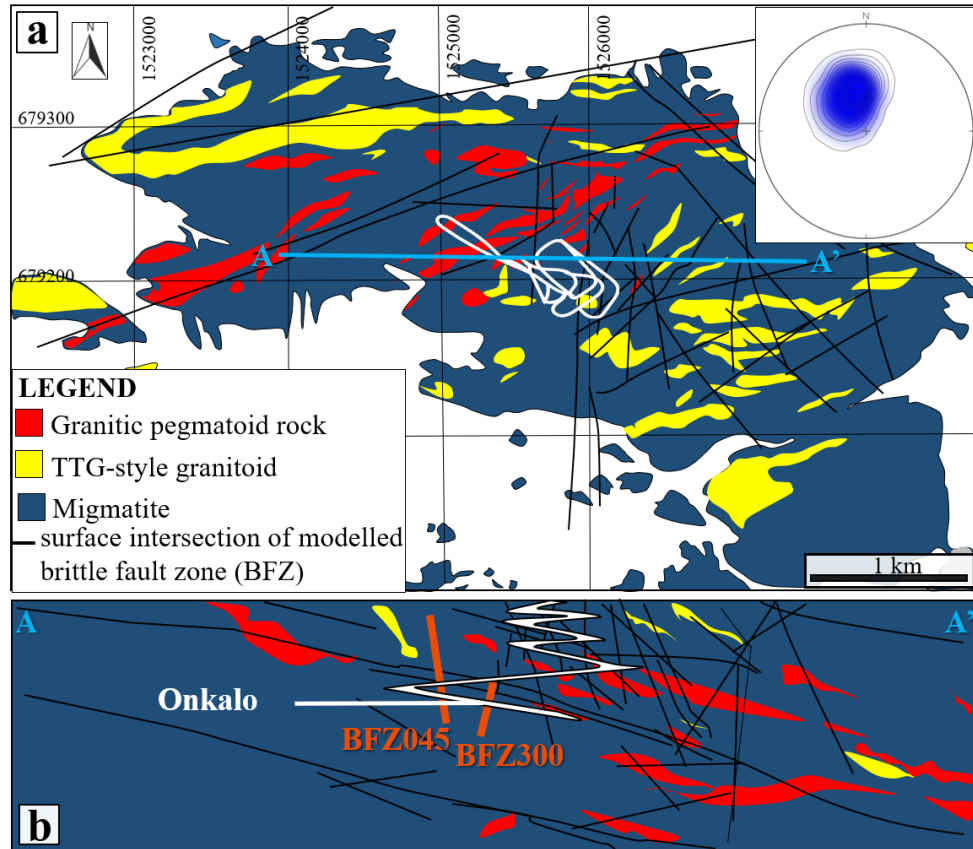 a
N
1523000
1524000
1525000
1526000
N
679300
679200
A
A'
LEGEND
Granitic pegmatoid rock
TTG-style granitoid
Migmatite
surface intersection of modelled
brittle fault zone (BFZ)
1 km
A
A'
Onkalo
BFZ045
BFZ300
b